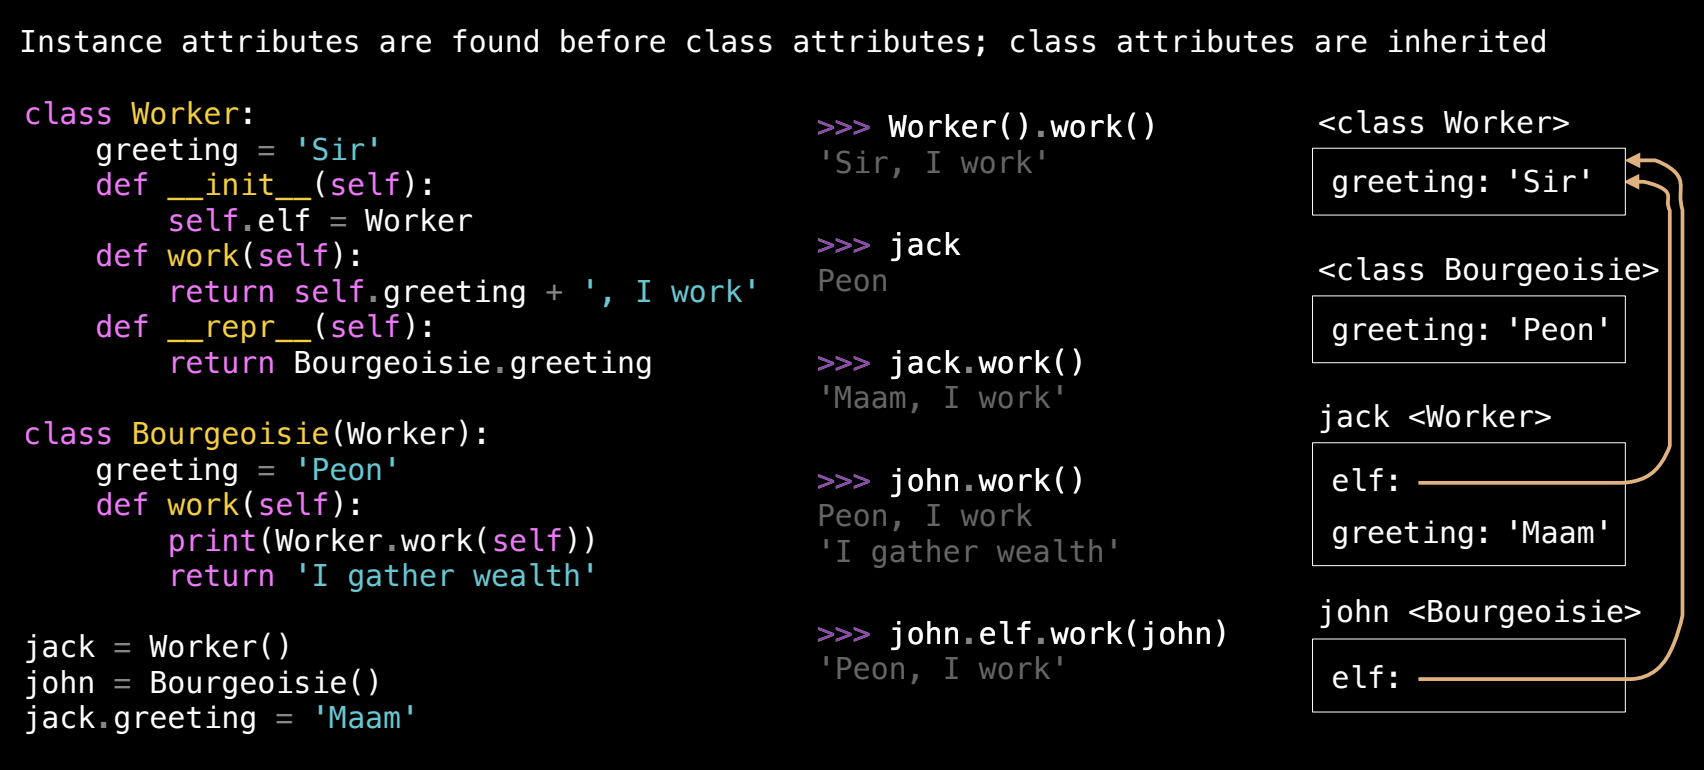 Instance attributes are found before class attributes; class attributes are inherited
class Worker:
    greeting = 'Sir'
    def __init__(self):
        self.elf = Worker
    def work(self):
        return self.greeting + ', I work'
    def __repr__(self):
        return Bourgeoisie.greeting
class Bourgeoisie(Worker):
    greeting = 'Peon'
    def work(self):
        print(Worker.work(self))
        return 'I gather wealth'
jack = Worker()
john = Bourgeoisie()
jack.greeting = 'Maam'
>>> Worker().work()
'Sir, I work'
>>> jack
Peon
>>> jack.work()
'Maam, I work'
>>> john.work()
Peon, I work
'I gather wealth'
>>> john.elf.work(john)
'Peon, I work'
<class Worker>
greeting: 'Sir'
<class Bourgeoisie>
greeting: 'Peon'
jack <Worker>
elf:
greeting: 'Maam'
john <Bourgeoisie>
elf: